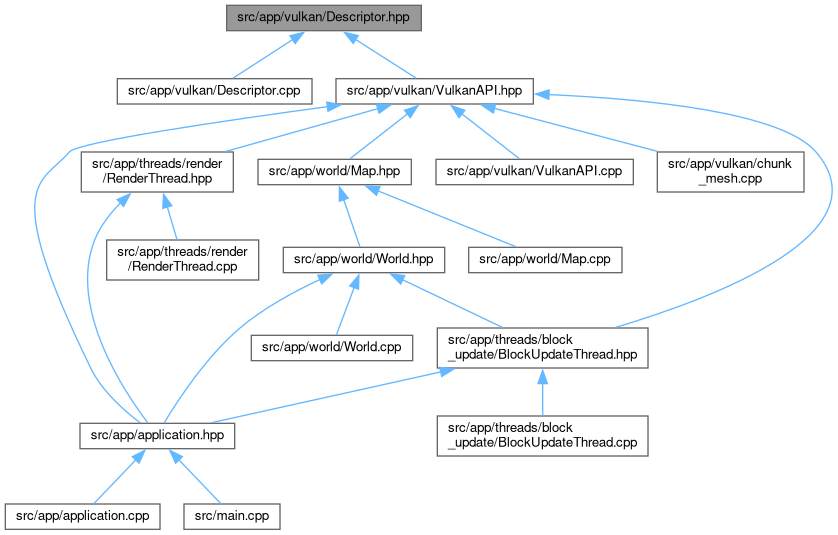 src/app/vulkan/Descriptor.hpp
src/app/vulkan/Descriptor.cpp
src/app/vulkan/VulkanAPI.hpp
src/app/threads/render
/RenderThread.hpp
src/app/world/Map.hpp
src/app/vulkan/VulkanAPI.cpp
src/app/vulkan/chunk
_mesh.cpp
src/app/threads/render
/RenderThread.cpp
src/app/world/World.hpp
src/app/world/Map.cpp
src/app/world/World.cpp
src/app/threads/block
_update/BlockUpdateThread.hpp
src/app/application.hpp
src/app/threads/block
_update/BlockUpdateThread.cpp
src/app/application.cpp
src/main.cpp